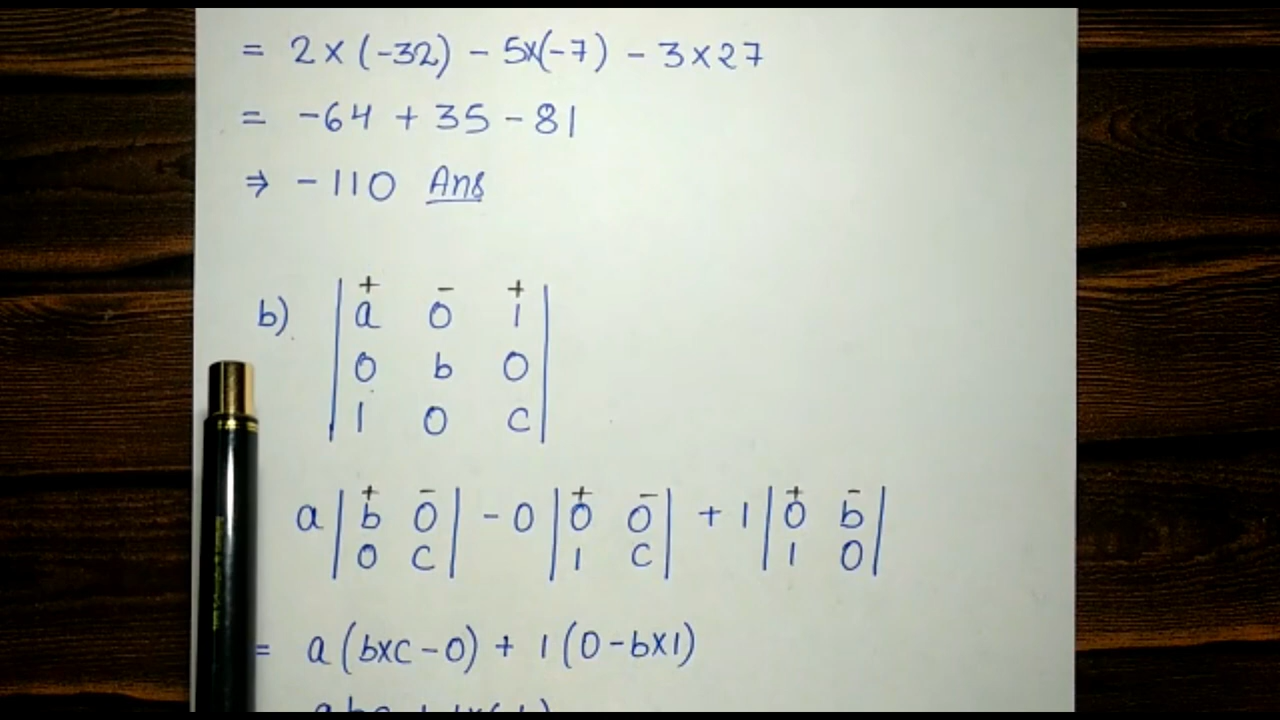 = 2 × (-32) - 5×(-7) - 3 × 27
= -64 + 35 - 81
⇒ -110 Ans
b) | a 0 1 |
| 0 b 0 |
| 1 0 c |
+ - +
a | b 0 | - 0 | 0 0 | + 1 | 0 b |
| 0 c | | 1 c | | 1 0 |
+ - + - + -
= a (b×c - 0) + 1 (0 - b×1)